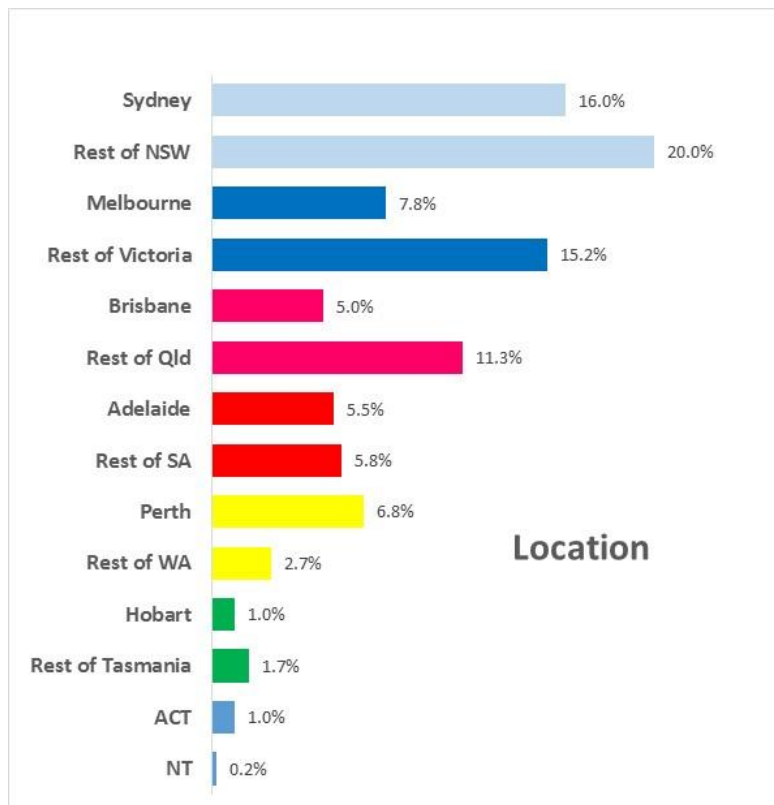 Sydney 16.0%
Rest of NSW 20.0%
Melbourne 7.8%
Rest of Victoria 15.2%
Brisbane 5.0%
Rest of Qld 11.3%
Adelaide 5.5%
Rest of SA 5.8%
Perth 6.8%
Location
Rest of WA 2.7%
Hobart 1.0%
Rest of Tasmania 1.7%
ACT 1.0%
NT 0.2%